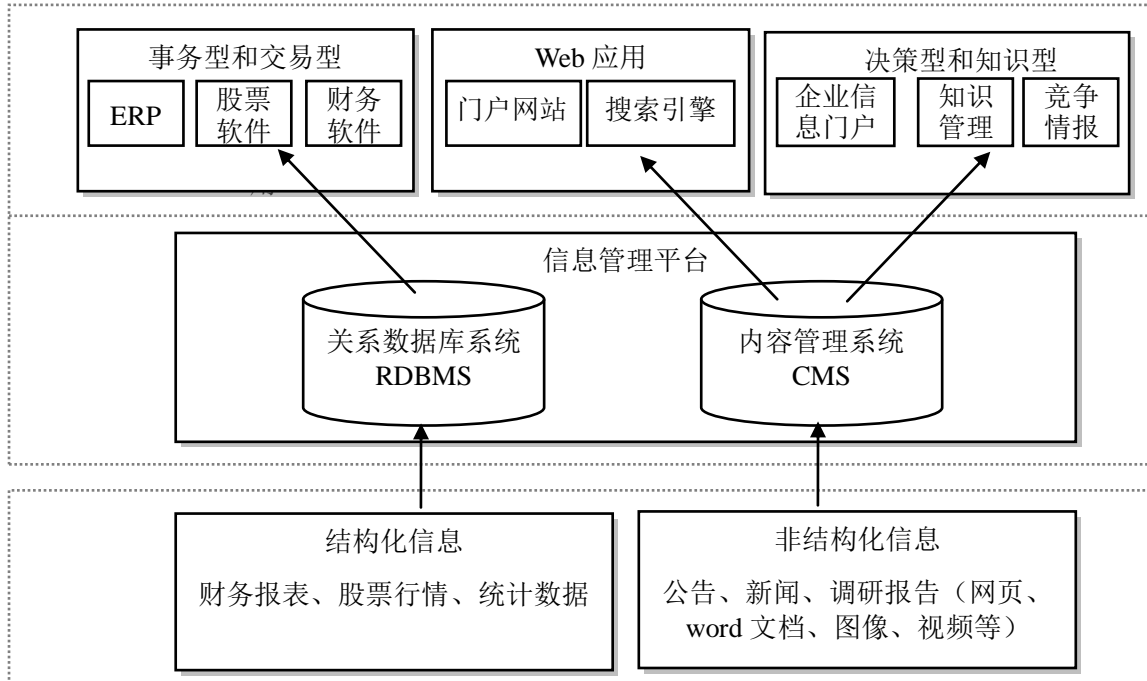 事务型和交易型
ERP
股票
软件
财务
软件
Web 应用
门户网站
搜索引擎
决策型和知识型
企业信
息门户
知识
管理
竞争
情报
信息管理平台
关系数据库系统
RDBMS
内容管理系统
CMS
结构化信息
财务报表、股票行情、统计数据
非结构化信息
公告、新闻、调研报告（网页、
word 文档、图像、视频等）